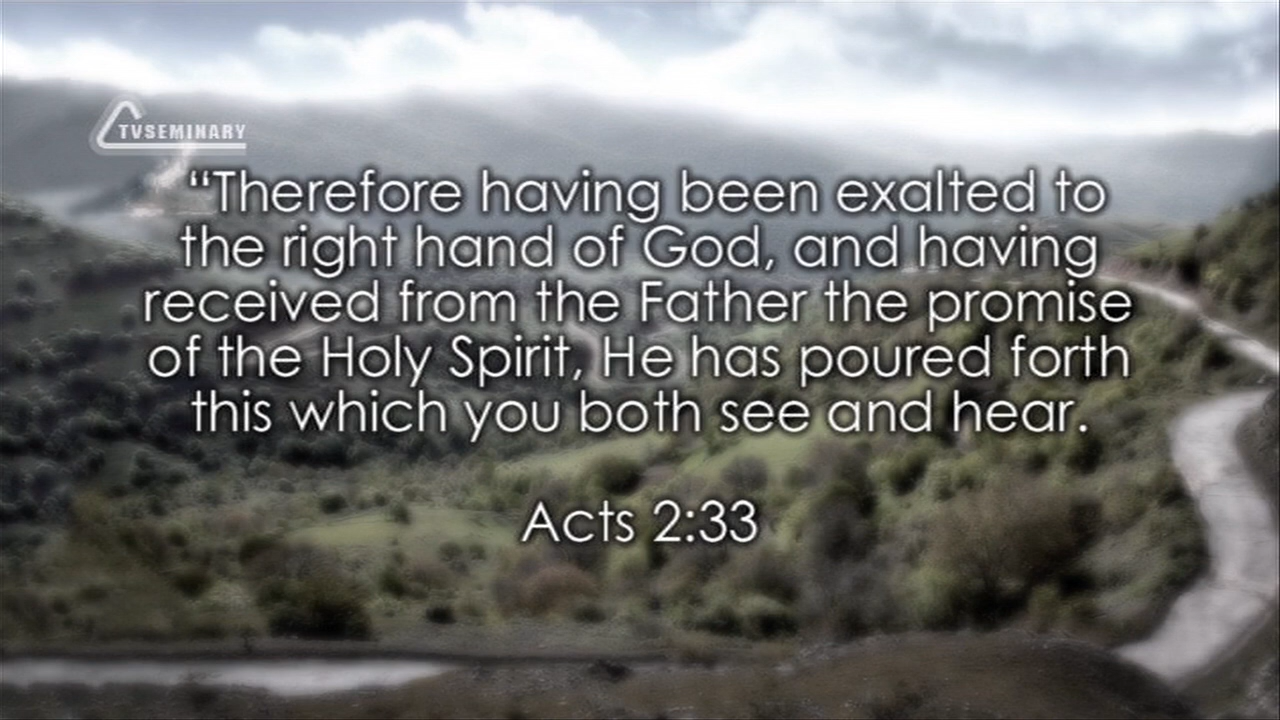 TVSEMINARY
“Therefore having been exalted to
the right hand of God, and having
received from the Father the promise
of the Holy Spirit, He has poured forth
this which you both see and hear.
Acts 2:33